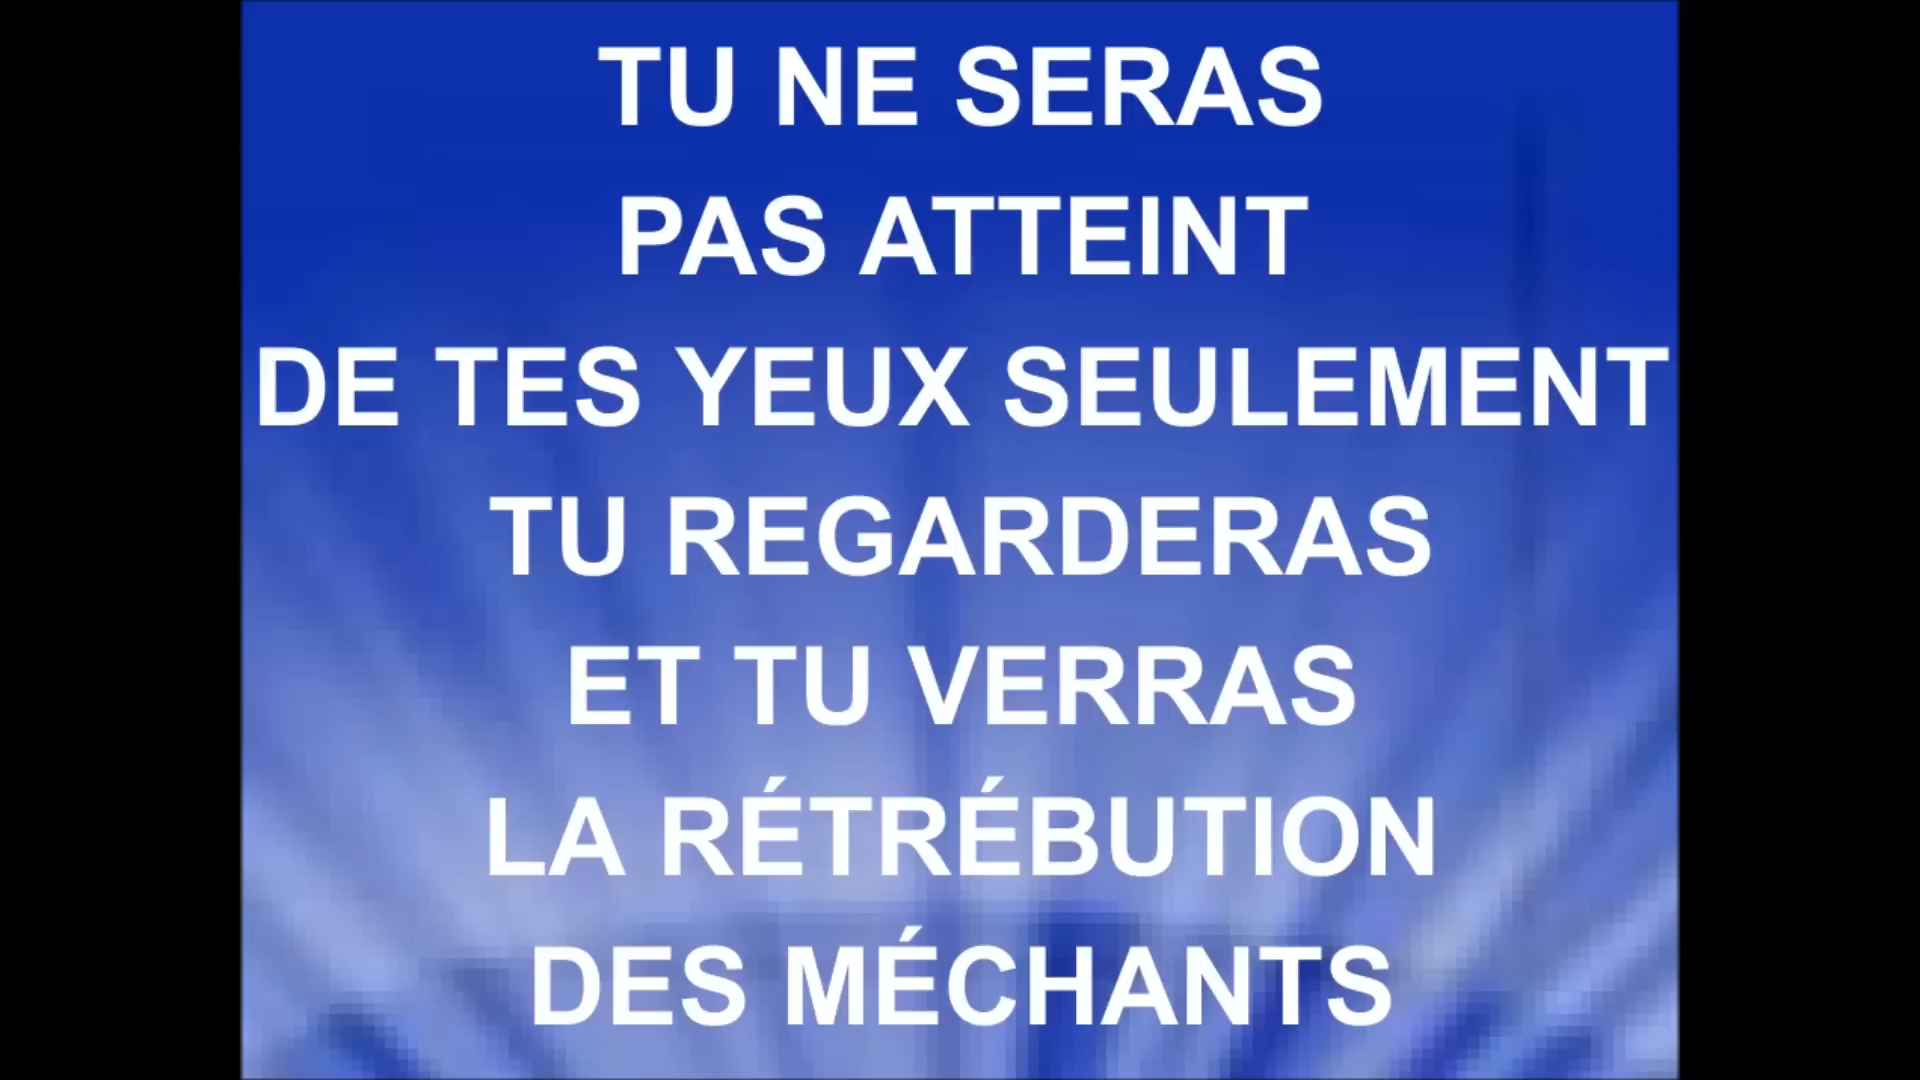 TU NE SERAS
PAS ATTEINT
DE TES YEUX SEULEMENT
TU REGARDERAS
ET TU VERRAS
LA RÉTRÉBUTION
DES MÉCHANTS